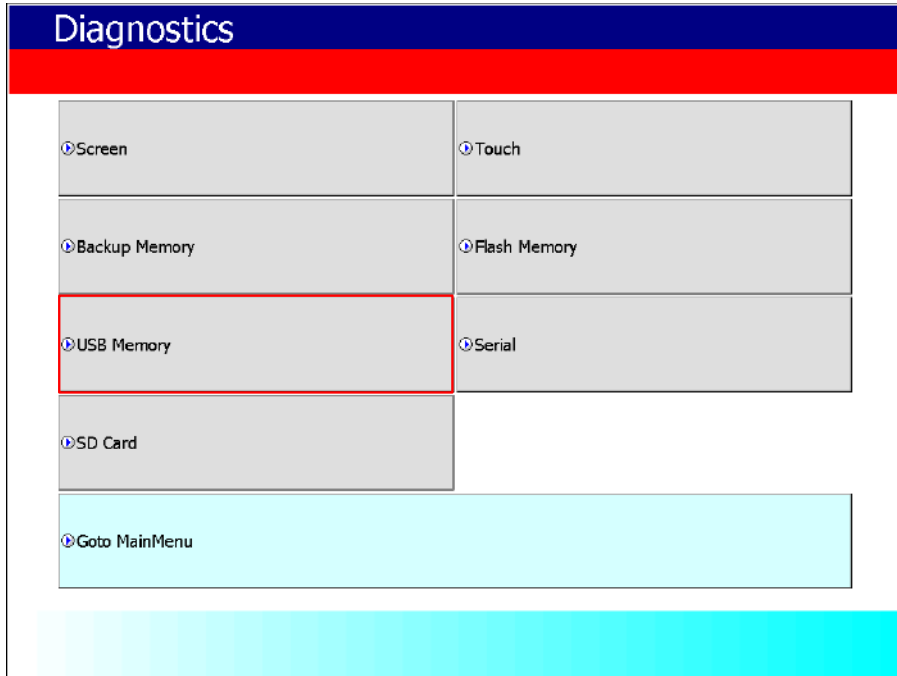 Diagnostics
Screen
Touch
Backup Memory
Flash Memory
USB Memory
Serial
SD Card
Goto MainMenu